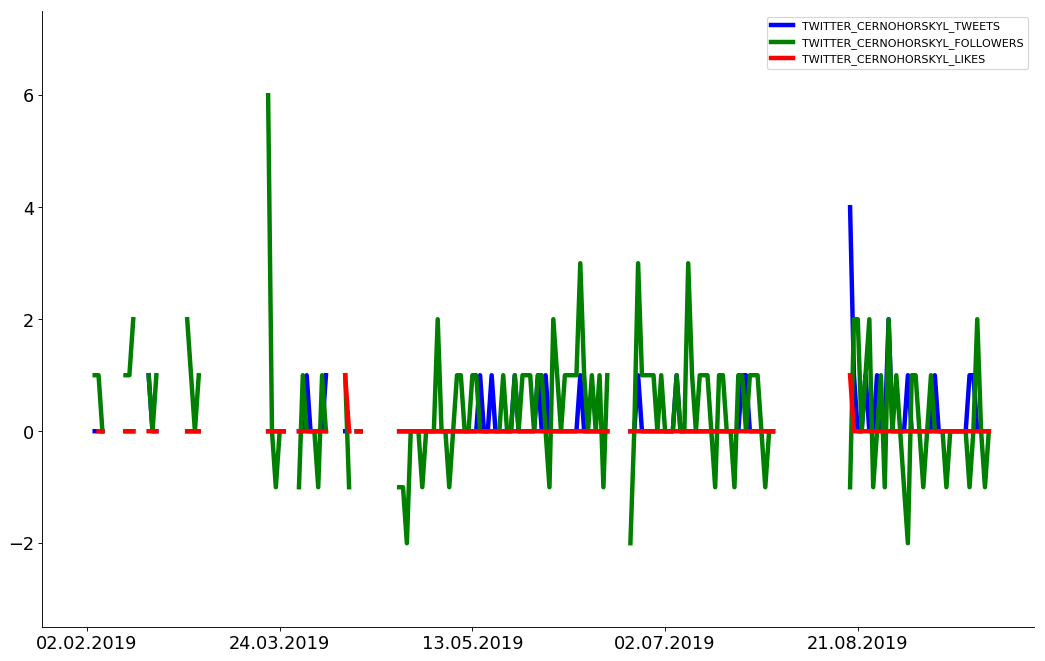 TWITTER_CERNOHORSKYL_TWEETS
TWITTER_CERNOHORSKYL_FOLLOWERS
TWITTER_CERNOHORSKYL_LIKES
6
4
2
0
−2
02.02.2019 24.03.2019 13.05.2019 02.07.2019 21.08.2019